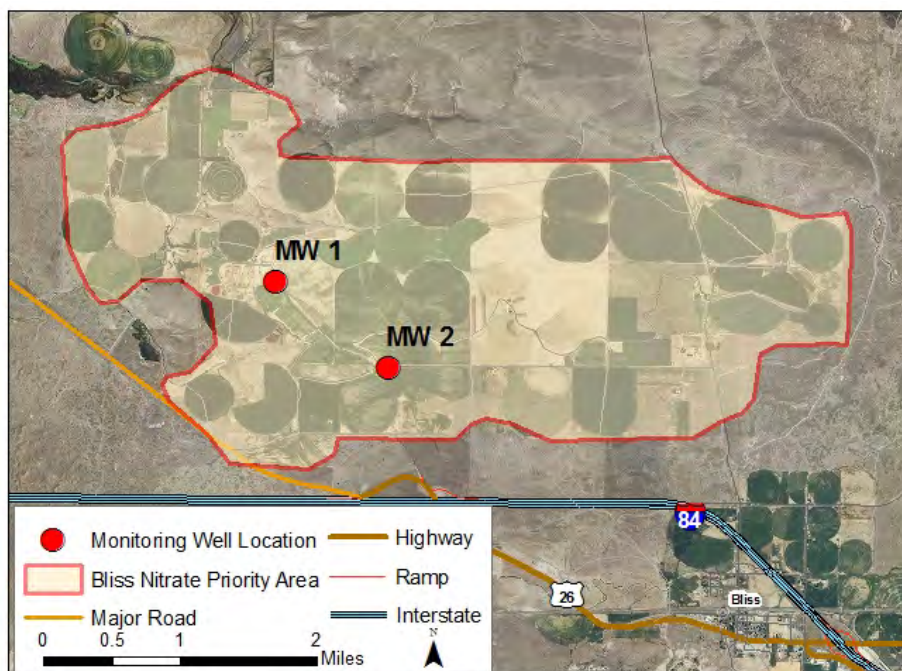 MW 1
MW 2
84
26
Bliss
Monitoring Well Location
Bliss Nitrate Priority Area
Major Road
Highway
Ramp
Interstate
0 0.5 1 2
Miles
N